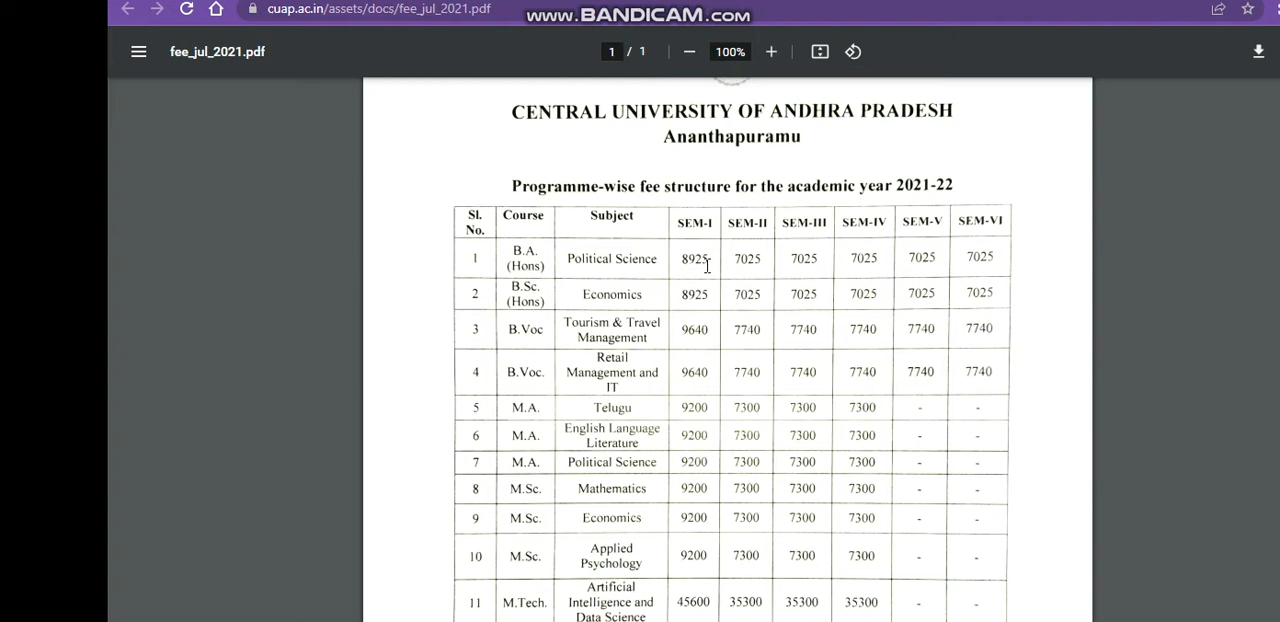 cuap.ac.in/assets/docs/fee_jul_2021.pdf
www.BANDICAM.com
fee_jul_2021.pdf
1 / 1
100%
CENTRAL UNIVERSITY OF ANDHRA PRADESH
Ananthapuramu
Programme-wise fee structure for the academic year 2021-22
Sl. No. Course Subject SEM-I SEM-II SEM-III SEM-IV SEM-V SEM-VI
1 B.A. (Hons) Political Science 8925 7025 7025 7025 7025 7025
2 B.Sc. (Hons) Economics 8925 7025 7025 7025 7025 7025
3 B.Voc Tourism & Travel Management 9640 7740 7740 7740 7740 7740
4 B.Voc. Retail Management and IT 9640 7740 7740 7740 7740 7740
5 M.A. Telugu 9200 7300 7300 7300 - -
6 M.A. English Language Literature 9200 7300 7300 7300 - -
7 M.A. Political Science 9200 7300 7300 7300 - -
8 M.Sc. Mathematics 9200 7300 7300 7300 - -
9 M.Sc. Economics 9200 7300 7300 7300 - -
10 M.Sc. Applied Psychology 9200 7300 7300 7300 - -
11 M.Tech. Artificial Intelligence and Data Science 45600 35300 35300 35300 - -